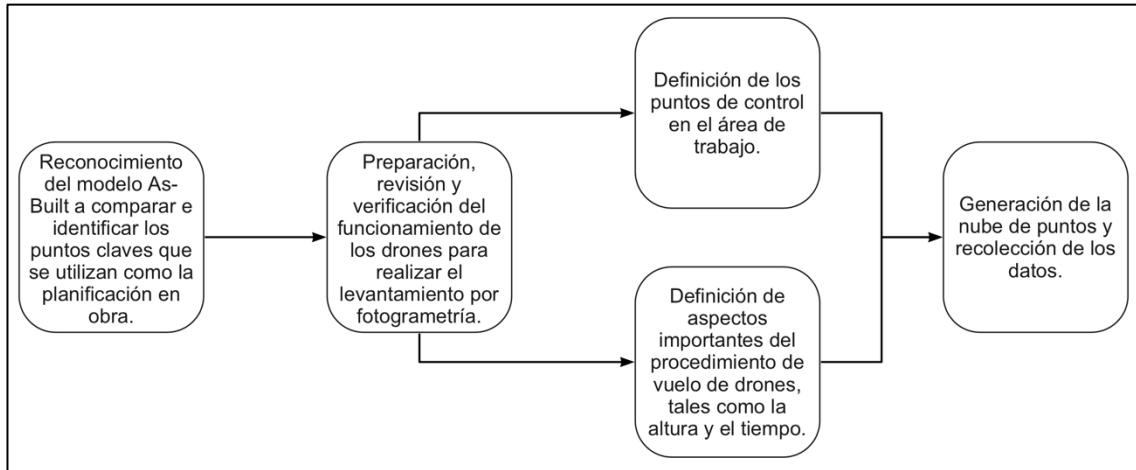 Reconocimiento
del modelo As-
Built a comparar e
identificar los
puntos claves que
se utilizan como la
planificación en
obra.
Preparación,
revisión y
verificación del
funcionamiento de
los drones para
realizar el
levantamiento por
fotogrametría.
Definición de los
puntos de control
en el área de
trabajo.
Definición de
aspectos
importantes del
procedimiento de
vuelo de drones,
tales como la
altura y el tiempo.
Generación de la
nube de puntos y
recolección de los
datos.